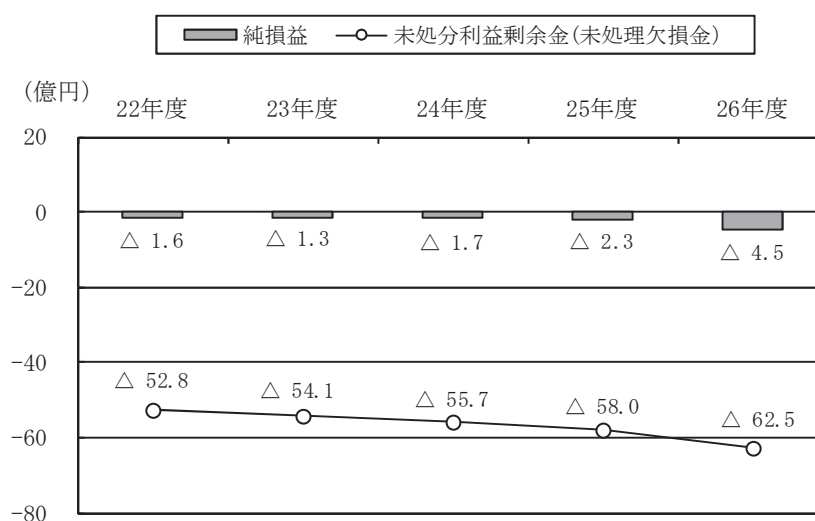 純損益 未処分利益剰余金(未処理欠損金)
(億円)
22年度 23年度 24年度 25年度 26年度
20
0
△ 1.6 △ 1.3 △ 1.7 △ 2.3 △ 4.5
-20
-40
△ 52.8 △ 54.1 △ 55.7 △ 58.0 △ 62.5
-60
-80